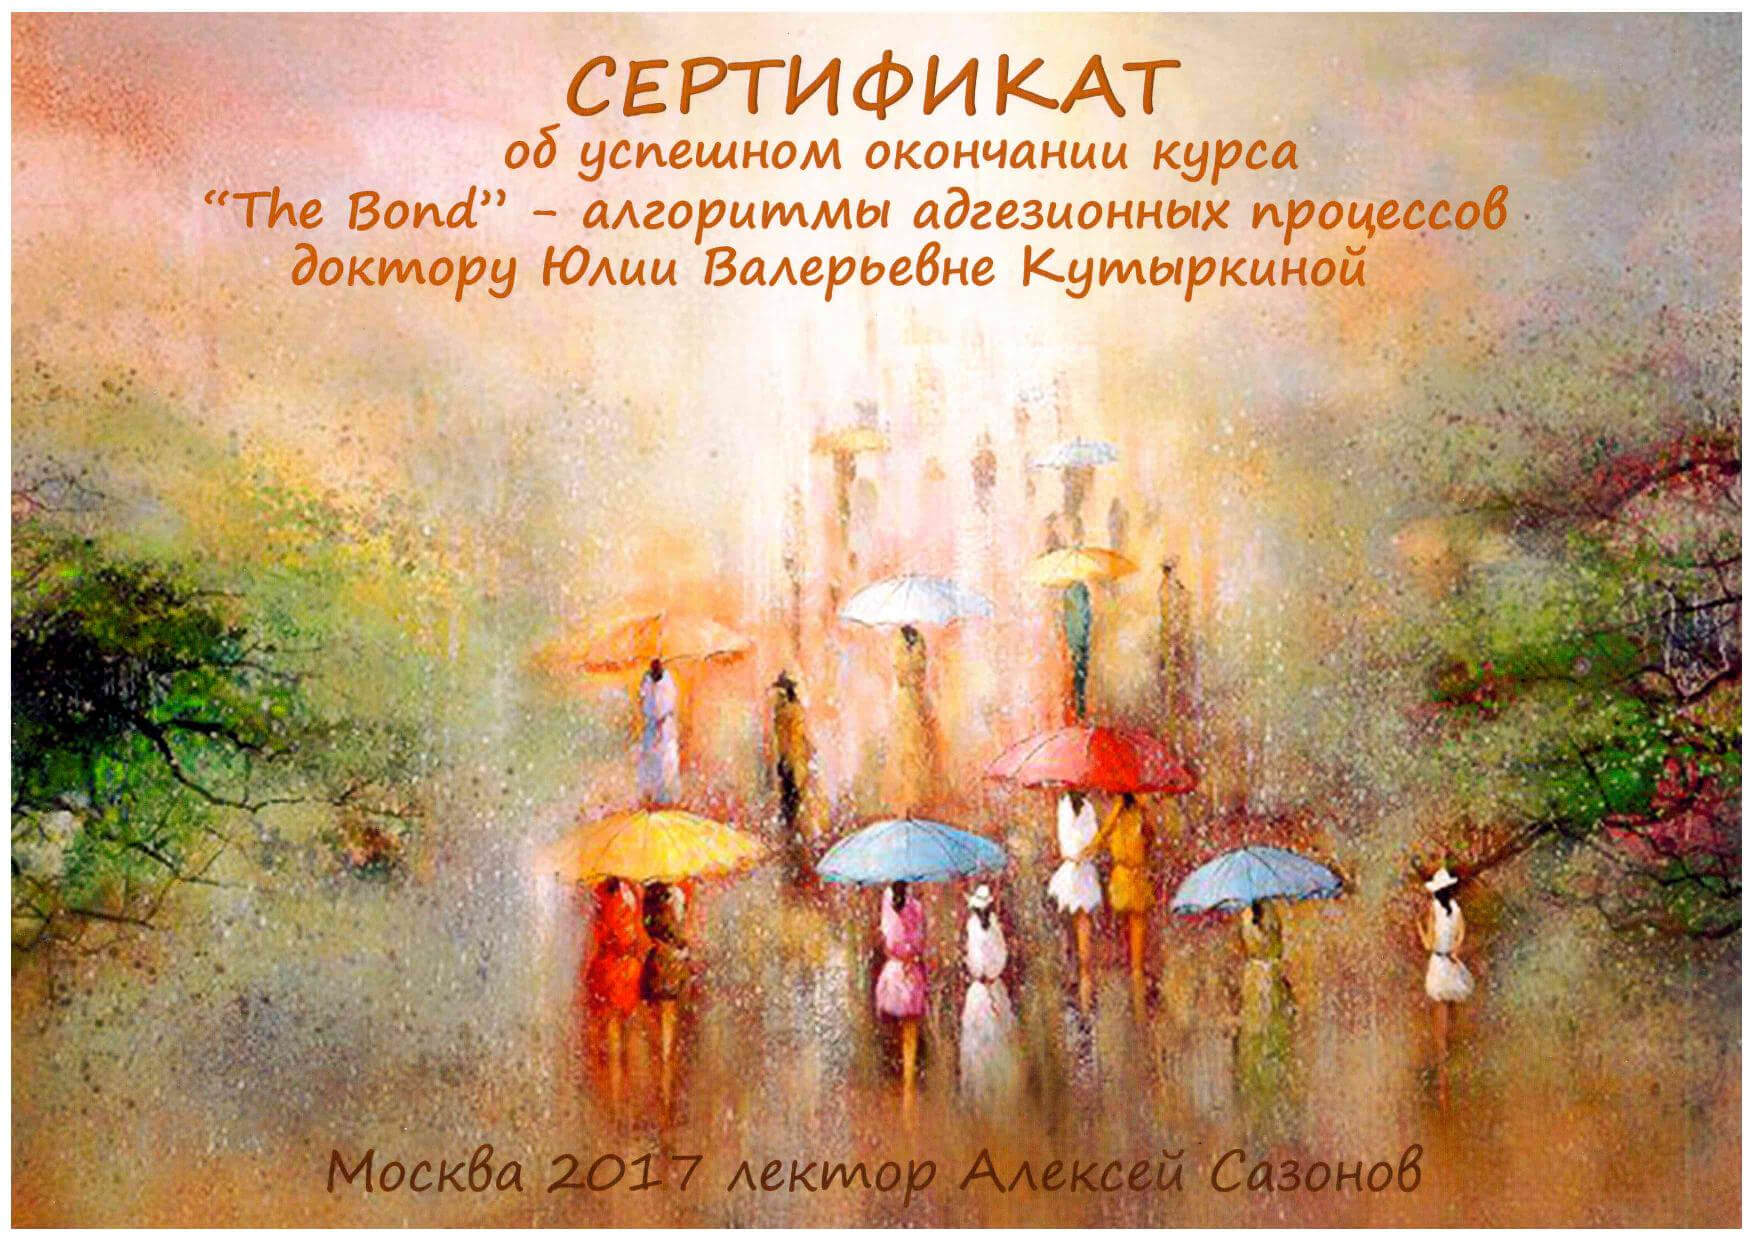 СЕРТИФИКАТ
об успешном окончании курса
“The Bond” - алгоритмы адгезионных процессов
доктору Юлии Валерьевне Кутыркиной
Москва 2017 лектор Алексей Сазонов